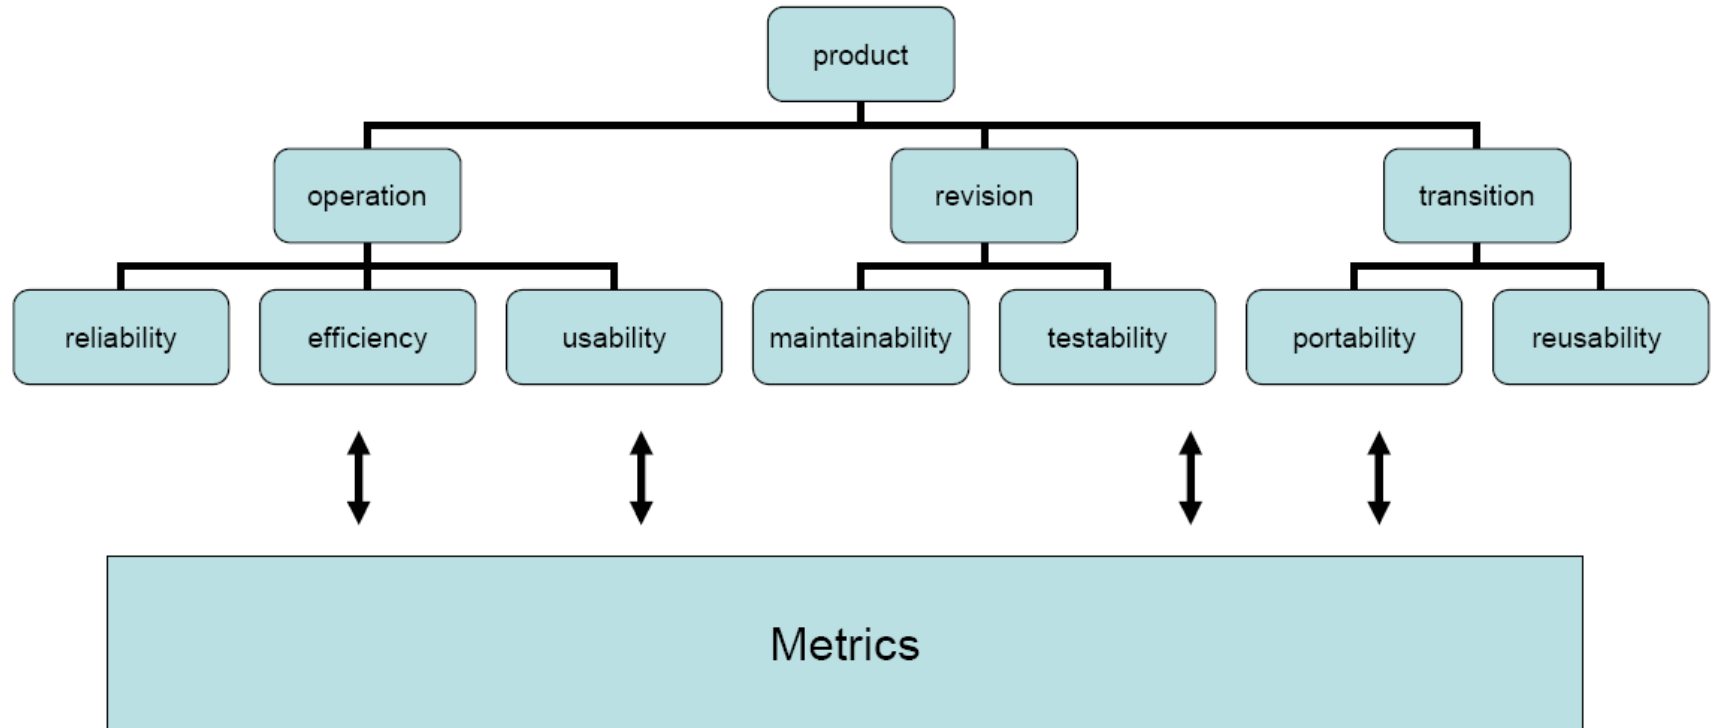 product
operation
revision
transition
reliability
efficiency
usability
maintainability
testability
portability
reusability
Metrics